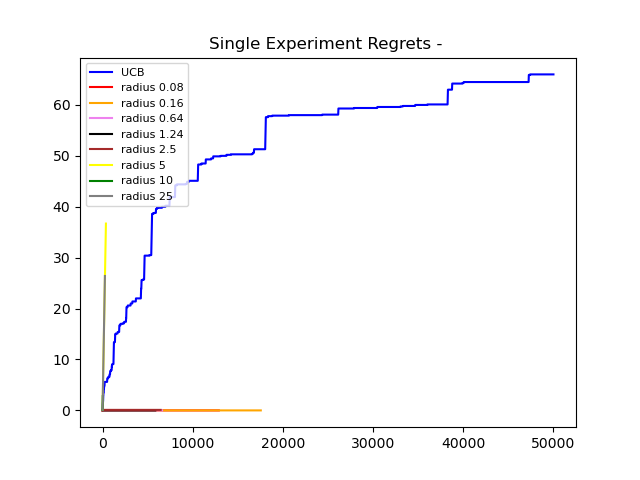 Single Experiment Regrets -
UCB
radius 0.08
radius 0.16
radius 0.64
radius 1.24
radius 2.5
radius 5
radius 10
radius 25
60
50
40
30
20
10
0
0 10000 20000 30000 40000 50000